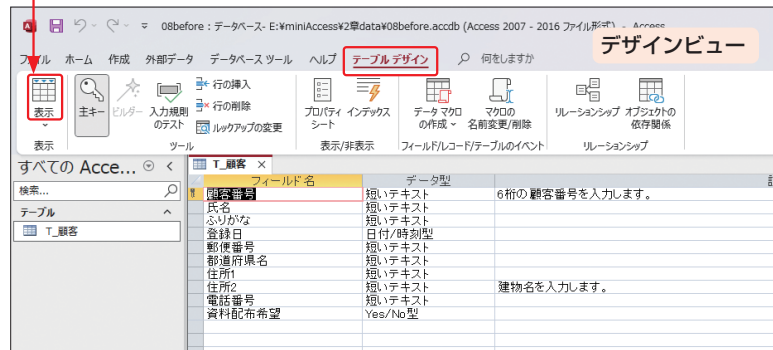 08before : データベース- E:¥miniAccess¥2章data¥08before.accdb (Access 2007 - 2016 ファイル形式) - Access
デザインビュー
ファイル ホーム 作成 外部データ データベース ツール ヘルプ テーブル デザイン 何をしますか
表示 主キー ビルダー 入力規則のテスト 行の挿入 行の削除 ルックアップの変更 プロパティシート インデックス データ マクロの作成 マクロの名前変更/削除 リレーションシップ オブジェクトの依存関係
表示 ツール 表示/非表示 フィールド/レコード/テーブルのイベント リレーションシップ
すべての Acce... T_顧客
検索...
テーブル
T_顧客
フィールド名 データ型
顧客番号 短いテキスト 6桁の顧客番号を入力します。
氏名 短いテキスト
ふりがな 短いテキスト
登録日 日付/時刻型
郵便番号 短いテキスト
都道府県名 短いテキスト
住所1 短いテキスト
住所2 短いテキスト 建物名を入力します。
電話番号 短いテキスト
資料配布希望 Yes/No型